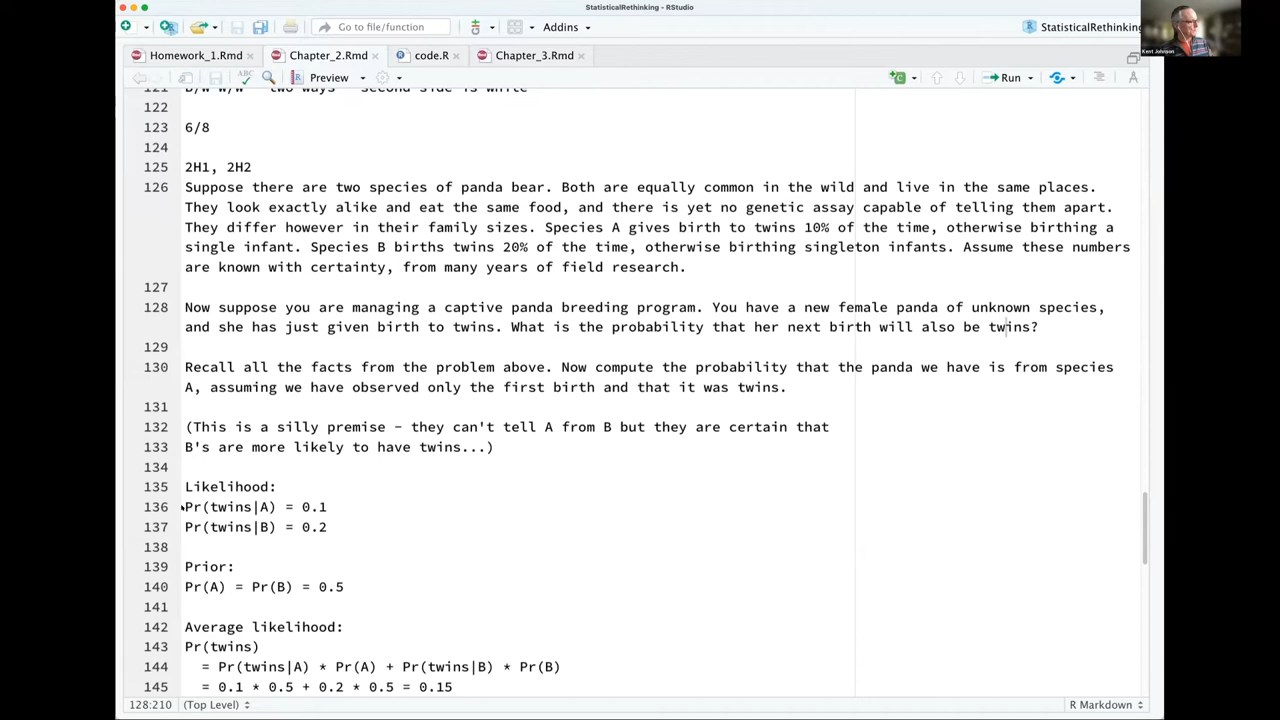 StatisticalRethinking - RStudio
Go to file/function
Addins
StatisticalRethinking
Kent Johnson
Homework_1.Rmd
Chapter_2.Rmd
code.R
Chapter_3.Rmd
ABC
Preview
Run
121 B/W W/W - two ways - second side is white
122
123 6/8
124
125 2H1, 2H2
126 Suppose there are two species of panda bear. Both are equally common in the wild and live in the same places.
They look exactly alike and eat the same food, and there is yet no genetic assay capable of telling them apart.
They differ however in their family sizes. Species A gives birth to twins 10% of the time, otherwise birthing a
single infant. Species B births twins 20% of the time, otherwise birthing singleton infants. Assume these numbers
are known with certainty, from many years of field research.
127
128 Now suppose you are managing a captive panda breeding program. You have a new female panda of unknown species,
and she has just given birth to twins. What is the probability that her next birth will also be twins?
129
130 Recall all the facts from the problem above. Now compute the probability that the panda we have is from species
A, assuming we have observed only the first birth and that it was twins.
131
132 (This is a silly premise - they can't tell A from B but they are certain that
133 B's are more likely to have twins...)
134
135 Likelihood:
136 Pr(twins|A) = 0.1
137 Pr(twins|B) = 0.2
138
139 Prior:
140 Pr(A) = Pr(B) = 0.5
141
142 Average likelihood:
143 Pr(twins)
144 = Pr(twins|A) * Pr(A) + Pr(twins|B) * Pr(B)
145 = 0.1 * 0.5 + 0.2 * 0.5 = 0.15
128:210 (Top Level)
R Markdown